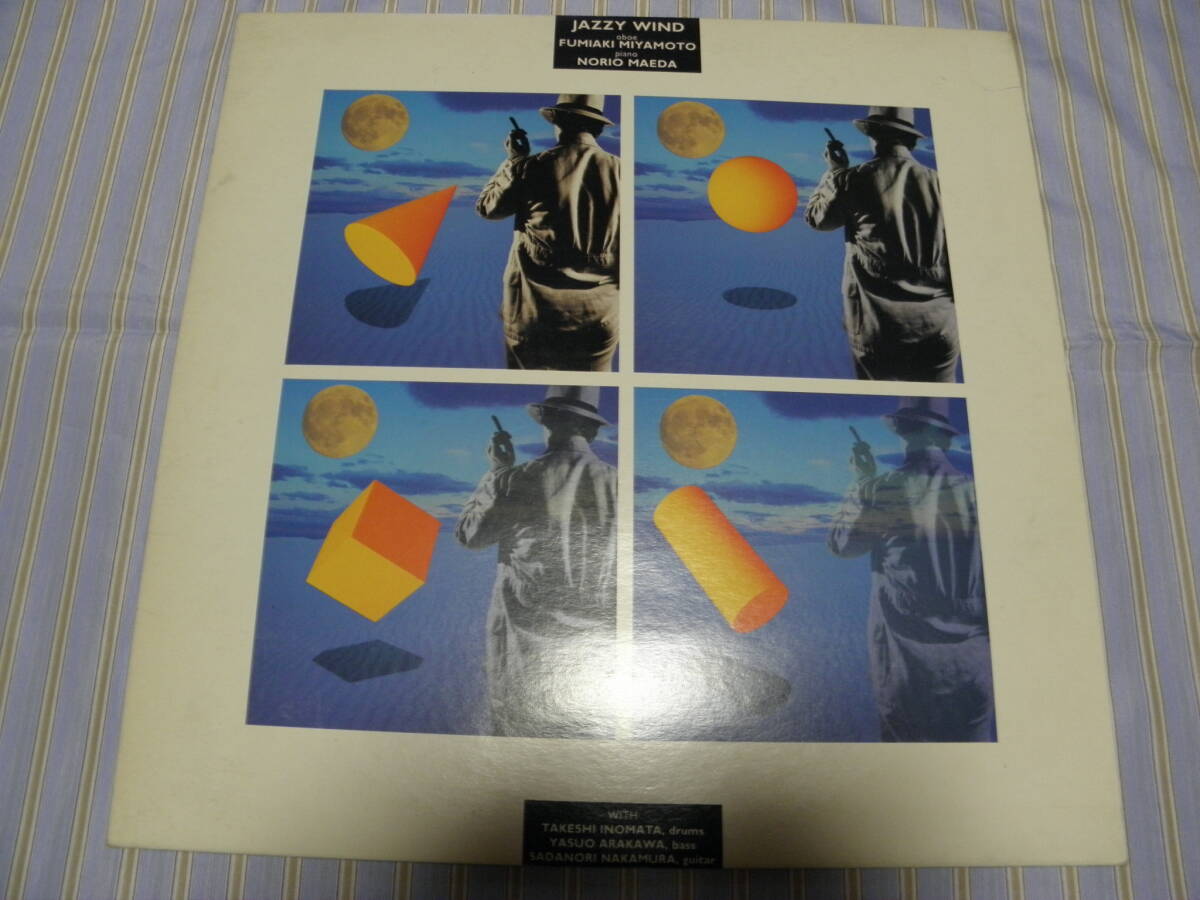 JAZZY WIND
oboe
FUMIAKI MIYAMOTO
piano
NORIO MAEDA
WITH
TAKESHI INOMATA, drums
YASUO ARAKAWA, bass
SADANORI NAKAMURA, guitar